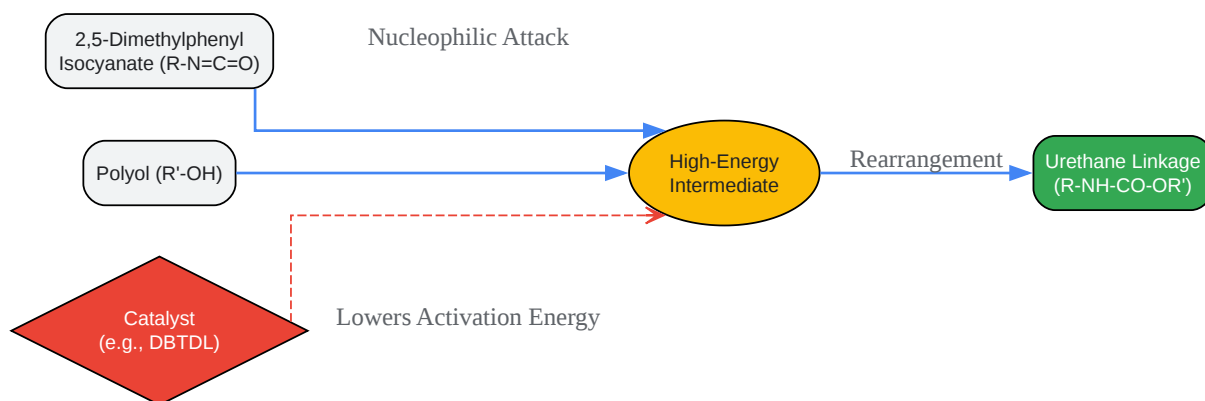 2,5-Dimethylphenyl
Isocyanate (R-N=C=O)
Nucleophilic Attack
Polyol (R'-OH)
High-Energy
Intermediate
Rearrangement
Urethane Linkage
(R-NH-CO-OR')
Catalyst
(e.g., DBTDL)
Lowers Activation Energy